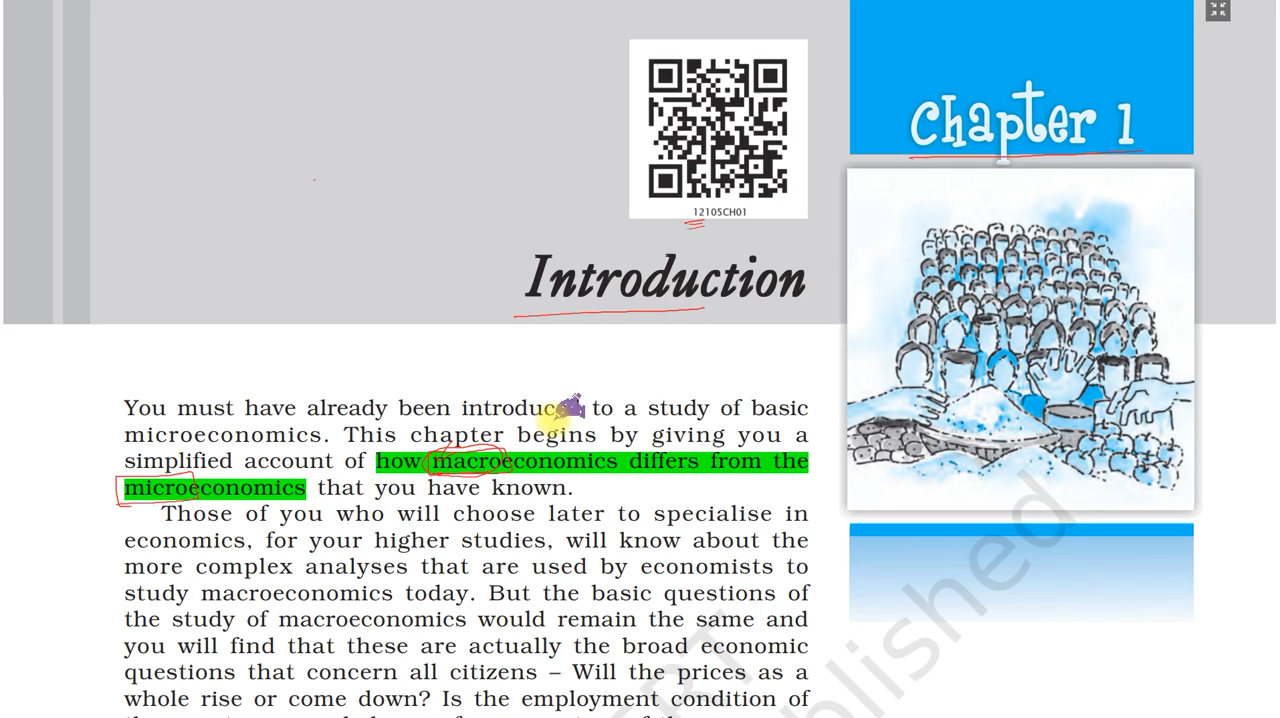 Chapter 1
12105CH01
Introduction
You must have already been introduced to a study of basic
microeconomics. This chapter begins by giving you a
simplified account of how macroeconomics differs from the
microeconomics that you have known.
Those of you who will choose later to specialise in
economics, for your higher studies, will know about the
more complex analyses that are used by economists to
study macroeconomics today. But the basic questions of
the study of macroeconomics would remain the same and
you will find that these are actually the broad economic
questions that concern all citizens – Will the prices as a
whole rise or come down? Is the employment condition of
published